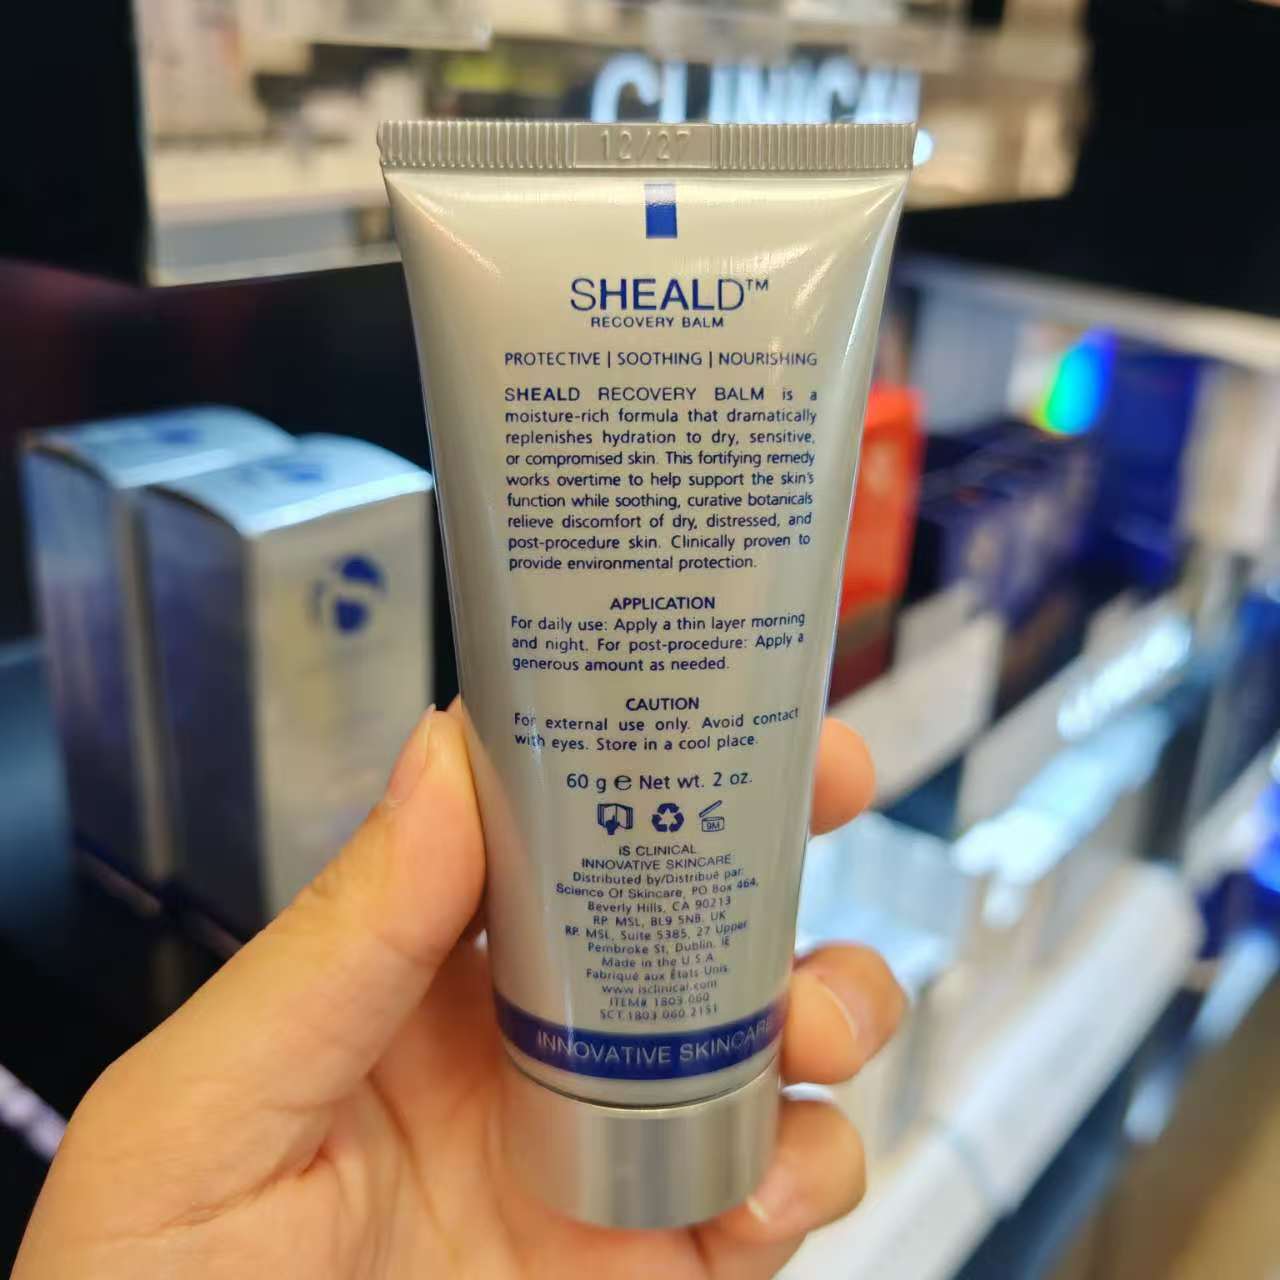 CLINICAL
12/27
SHEALD™
RECOVERY BALM
PROTECTIVE | SOOTHING | NOURISHING
SHEALD RECOVERY BALM is a
moisture-rich formula that dramatically
replenishes hydration to dry, sensitive,
or compromised skin. This fortifying remedy
works overtime to help support the skin's
function while soothing, curative botanicals
relieve discomfort of dry, distressed, and
post-procedure skin. Clinically proven to
provide environmental protection.
APPLICATION
For daily use: Apply a thin layer morning
and night. For post-procedure: Apply a
generous amount as needed.
CAUTION
For external use only. Avoid contact
with eyes. Store in a cool place.
60 g e Net wt. 2 oz.
9M
iS CLINICAL
INNOVATIVE SKINCARE
Distributed by/Distribué par:
Science Of Skincare, PO Box 464,
Beverly Hills, CA 90213
RP. MSL, BL9 5NB. UK
RP. MSL, Suite 5385, 27 Upper
Pembroke St, Dublin, IE
Made in the U.S.A.
Fabriqué aux États-Unis.
www.isclinical.com
ITEM# 1803.060
SCT.1803.060.2151
INNOVATIVE SKINCARE